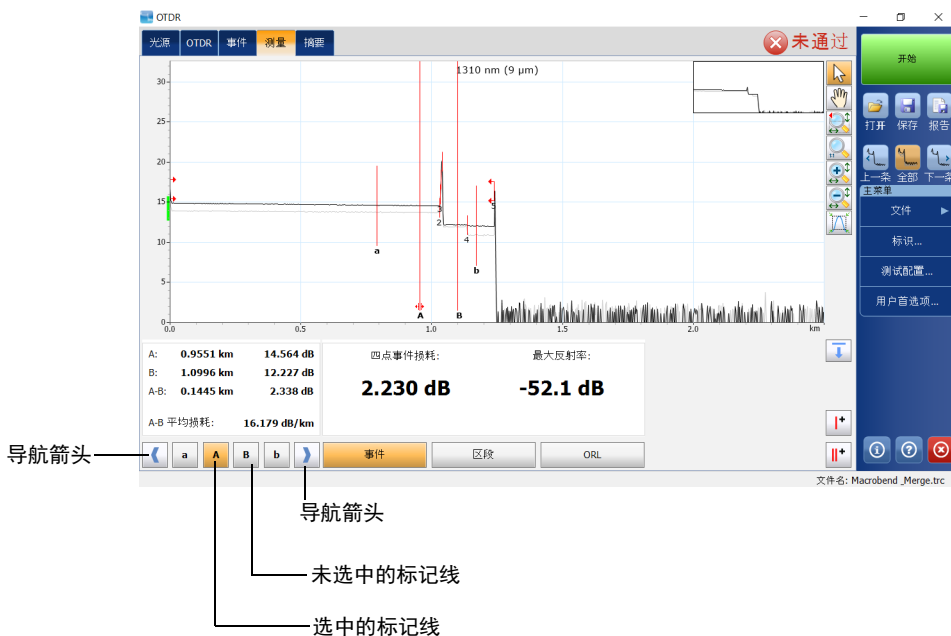 OTDR
光源 OTDR 事件 测量 摘要
未通过
开始
1310 nm (9 µm)
30
25
20
15
10
5
0
0.0 0.5 1.0 1.5 2.0 km
a A B b
2 3 4 5
打开 保存 报告
上一条 全部 下一条
主菜单
文件
标识...
测试配置...
用户首选项...
A: 0.9551 km 14.564 dB
B: 1.0996 km 12.227 dB
A-B: 0.1445 km 2.338 dB
A-B 平均损耗: 16.179 dB/km
四点事件损耗:
2.230 dB
最大反射率:
-52.1 dB
a A B b
事件 区段 ORL
文件名: Macrobend _Merge.trc
导航箭头
导航箭头
未选中的标记线
选中的标记线